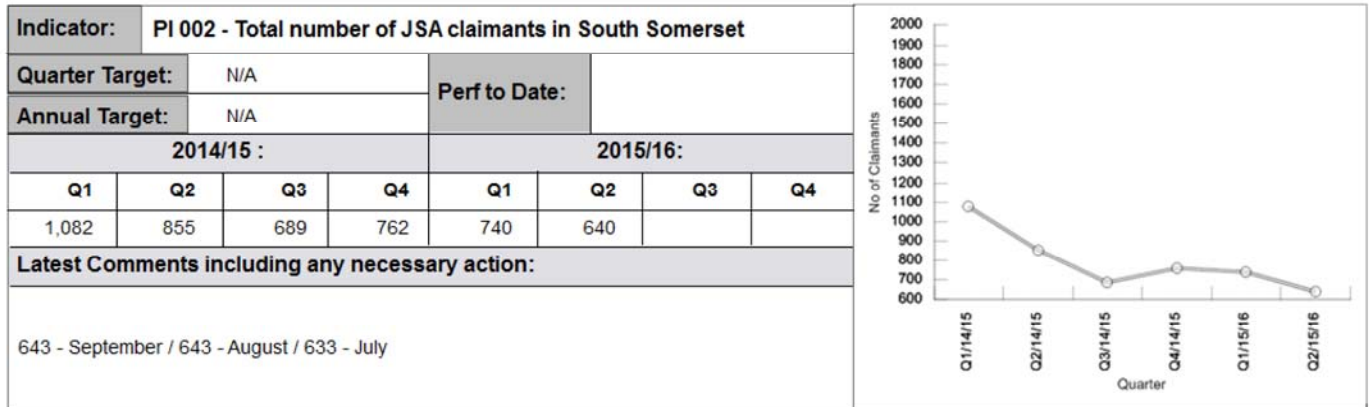 Indicator: PI 002 - Total number of JSA claimants in South Somerset
Quarter Target: N/A
Perf to Date:
Annual Target: N/A
2014/15 : 2015/16:
Q1 Q2 Q3 Q4 Q1 Q2 Q3 Q4
1,082 855 689 762 740 640
Latest Comments including any necessary action:
643 - September / 643 - August / 633 - July
No of Claimants
2000
1900
1800
1700
1600
1500
1400
1300
1200
1100
1000
900
800
700
600
Q1/14/15
Q2/14/15
Q3/14/15
Q4/14/15
Q1/15/16
Q2/15/16
Quarter